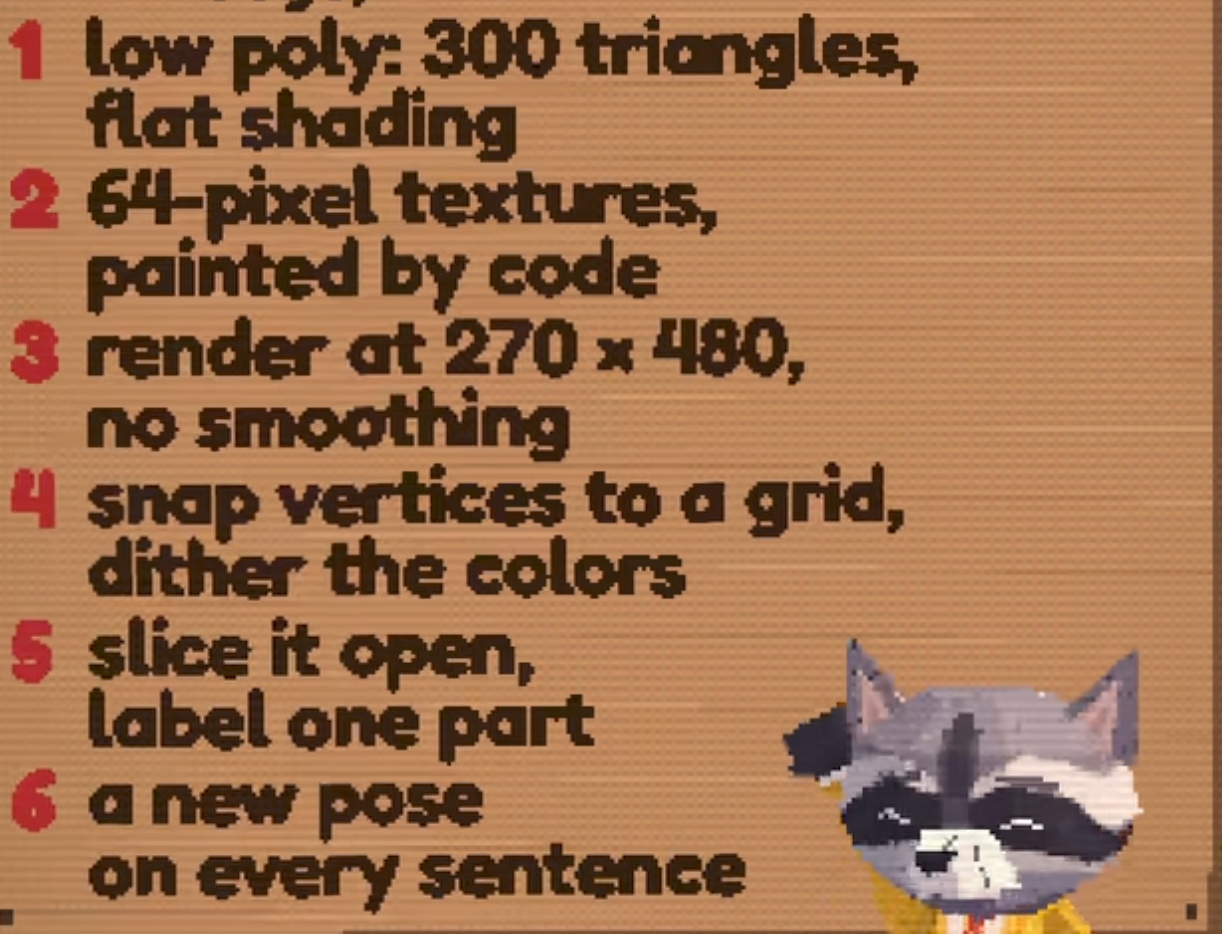 1 low poly: 300 triangles,
flat shading
2 64-pixel textures,
painted by code
3 render at 270 x 480,
no smoothing
4 snap vertices to a grid,
dither the colors
5 slice it open,
label one part
6 a new pose
on every sentence